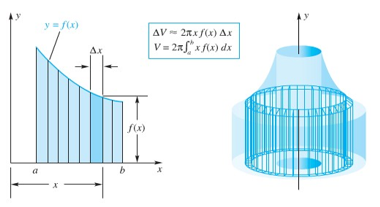 y
y = f(x)
Δx
f(x)
a
b
x
x
ΔV ≈ 2πx f(x) Δx
V = 2π∫ₐᵇ x f(x) dx
y